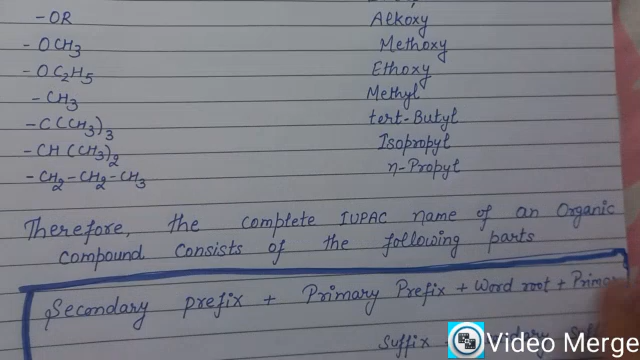 -OR Alkoxy
-OCH3 Methoxy
-OC2H5 Ethoxy
-CH3 Methyl
-C(CH3)3 tert-Butyl
-CH(CH3)2 Isopropyl
-CH2-CH2-CH3 n-Propyl
Therefore, the complete IUPAC name of an Organic
compound consists of the following parts
Secondary prefix + Primary Prefix + Word root +
Suffix
Video Merge